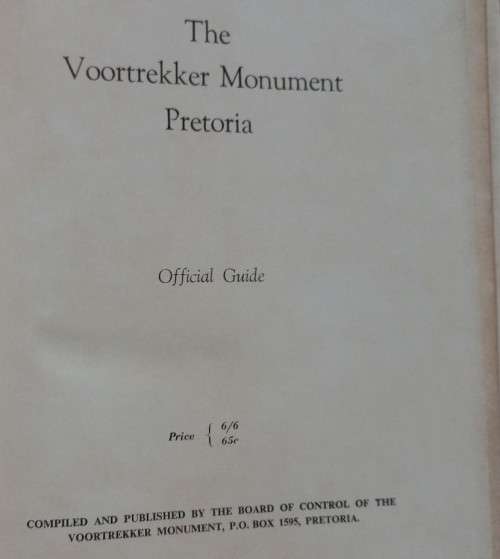 The
Voortrekker Monument
Pretoria
Official Guide
Price { 6/6
65c
COMPILED AND PUBLISHED BY THE BOARD OF CONTROL OF THE
VOORTREKKER MONUMENT, P.O. BOX 1595, PRETORIA.